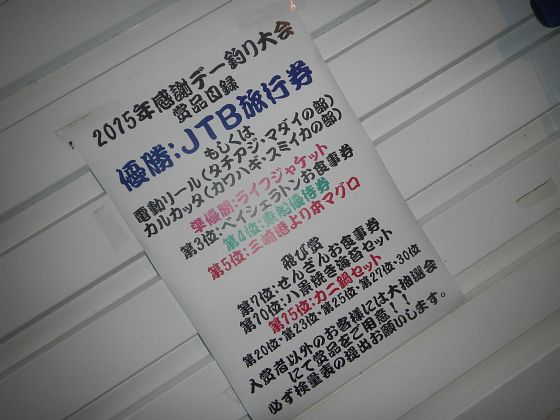 2015年感謝デー釣り大会
賞品目録
優勝:JTB旅行券
もしくは
電動リール(タチアジ・マダイの部)
カルカッタ(カワハギ・スミイカの部)
準優勝:ライフジャケット
第3位:ベイシェラトンお食事券
第4位:乗船優待券
第5位:三崎港より本マグロ
飛び賞
第7位:せんざんお食事券
第10位:八景焼き海苔セット
第15位:カニ鍋セット
第20位・第23位・第25位・第27位・30位
入賞者以外のお客様には大抽選会
にて賞品をご用意!!
必ず検量表の提出お願いします。